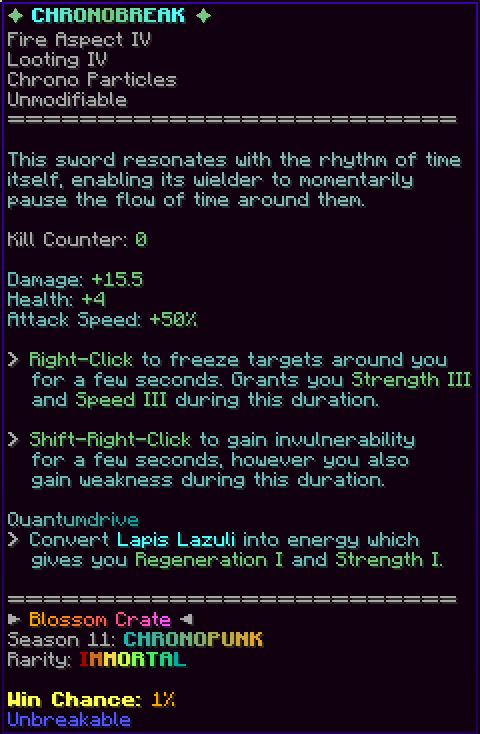 ✦ CHRONOBREAK ✦
Fire Aspect IV
Looting IV
Chrono Particles
Unmodifiable
==============================
This sword resonates with the rhythm of time
itself, enabling its wielder to momentarily
pause the flow of time around them.
Kill Counter: 0
Damage: +15.5
Health: +4
Attack Speed: +50%
> Right-Click to freeze targets around you
for a few seconds. Grants you Strength III
and Speed III during this duration.
> Shift-Right-Click to gain invulnerability
for a few seconds, however you also
gain weakness during this duration.
Quantumdrive
> Convert Lapis Lazuli into energy which
gives you Regeneration I and Strength I.
==============================
► Blossom Crate ◄
Season 11: CHRONOPUNK
Rarity: IMMORTAL
Win Chance: 1%
Unbreakable